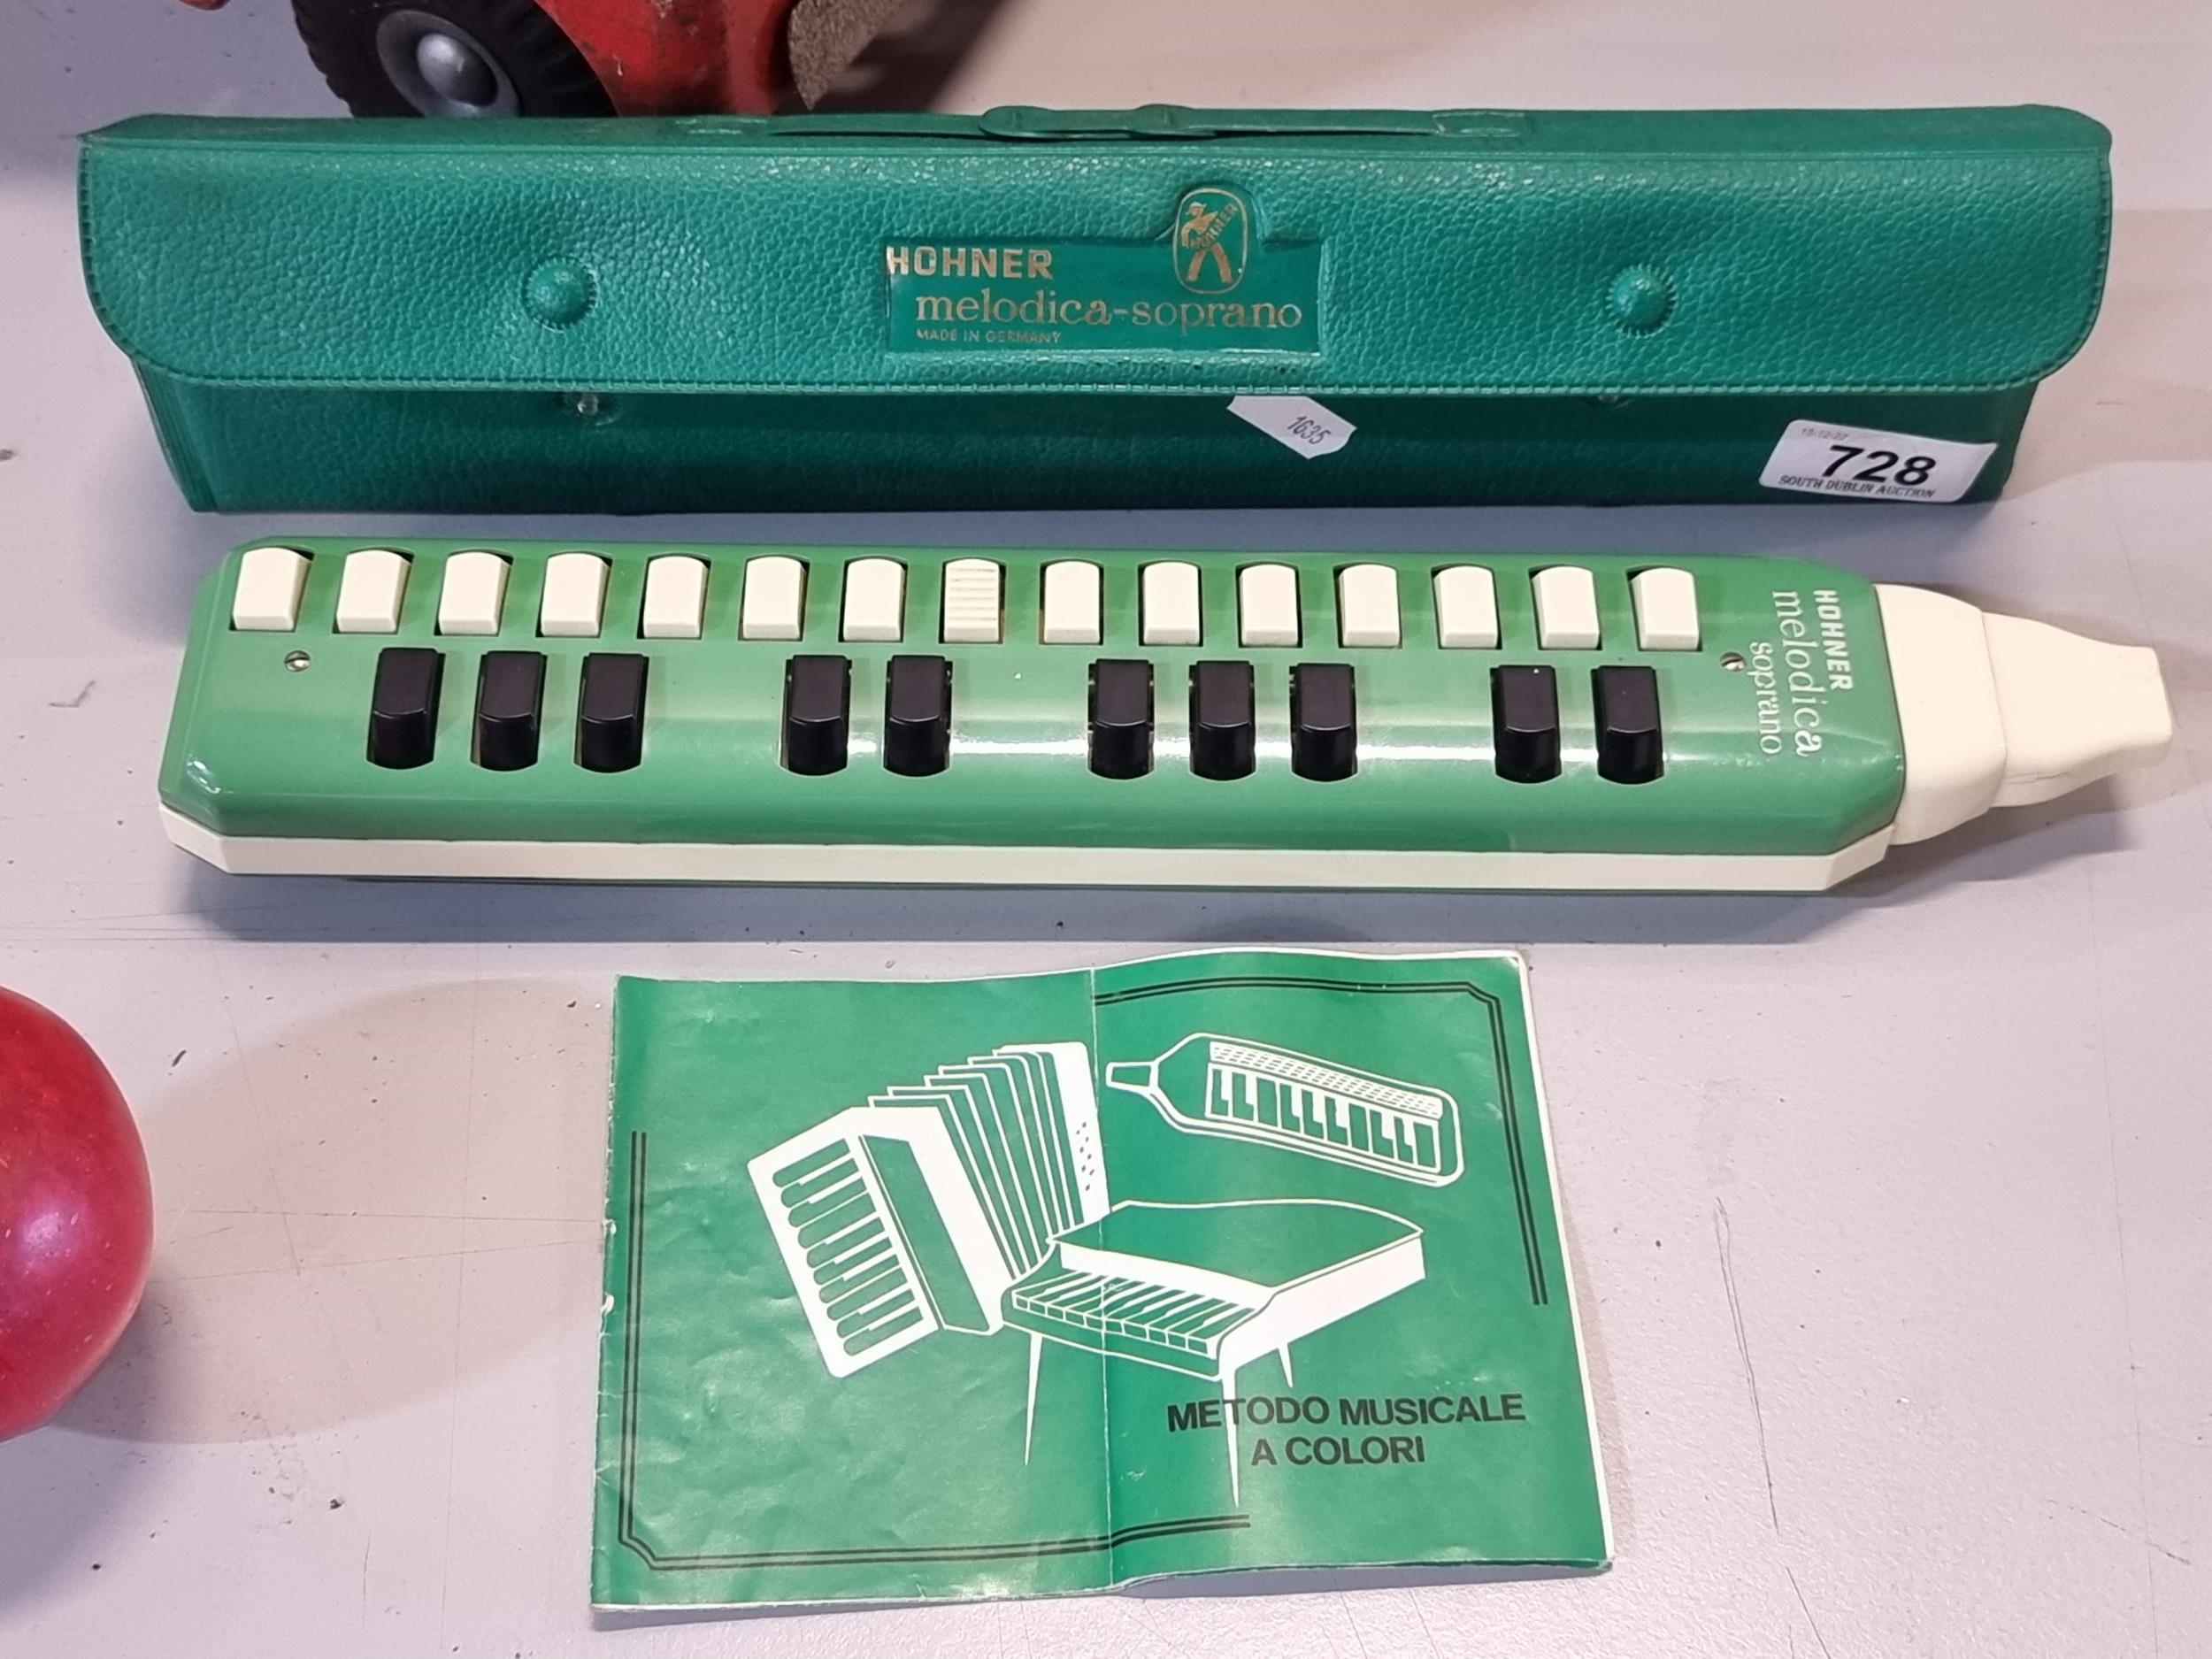 HOHNER
HOHNER
melodica-soprano
MADE IN GERMANY
1635
728
SOUTH DUBLIN AUCTION
HOHNER
melodica
soprano
METODO MUSICALE
A COLORI